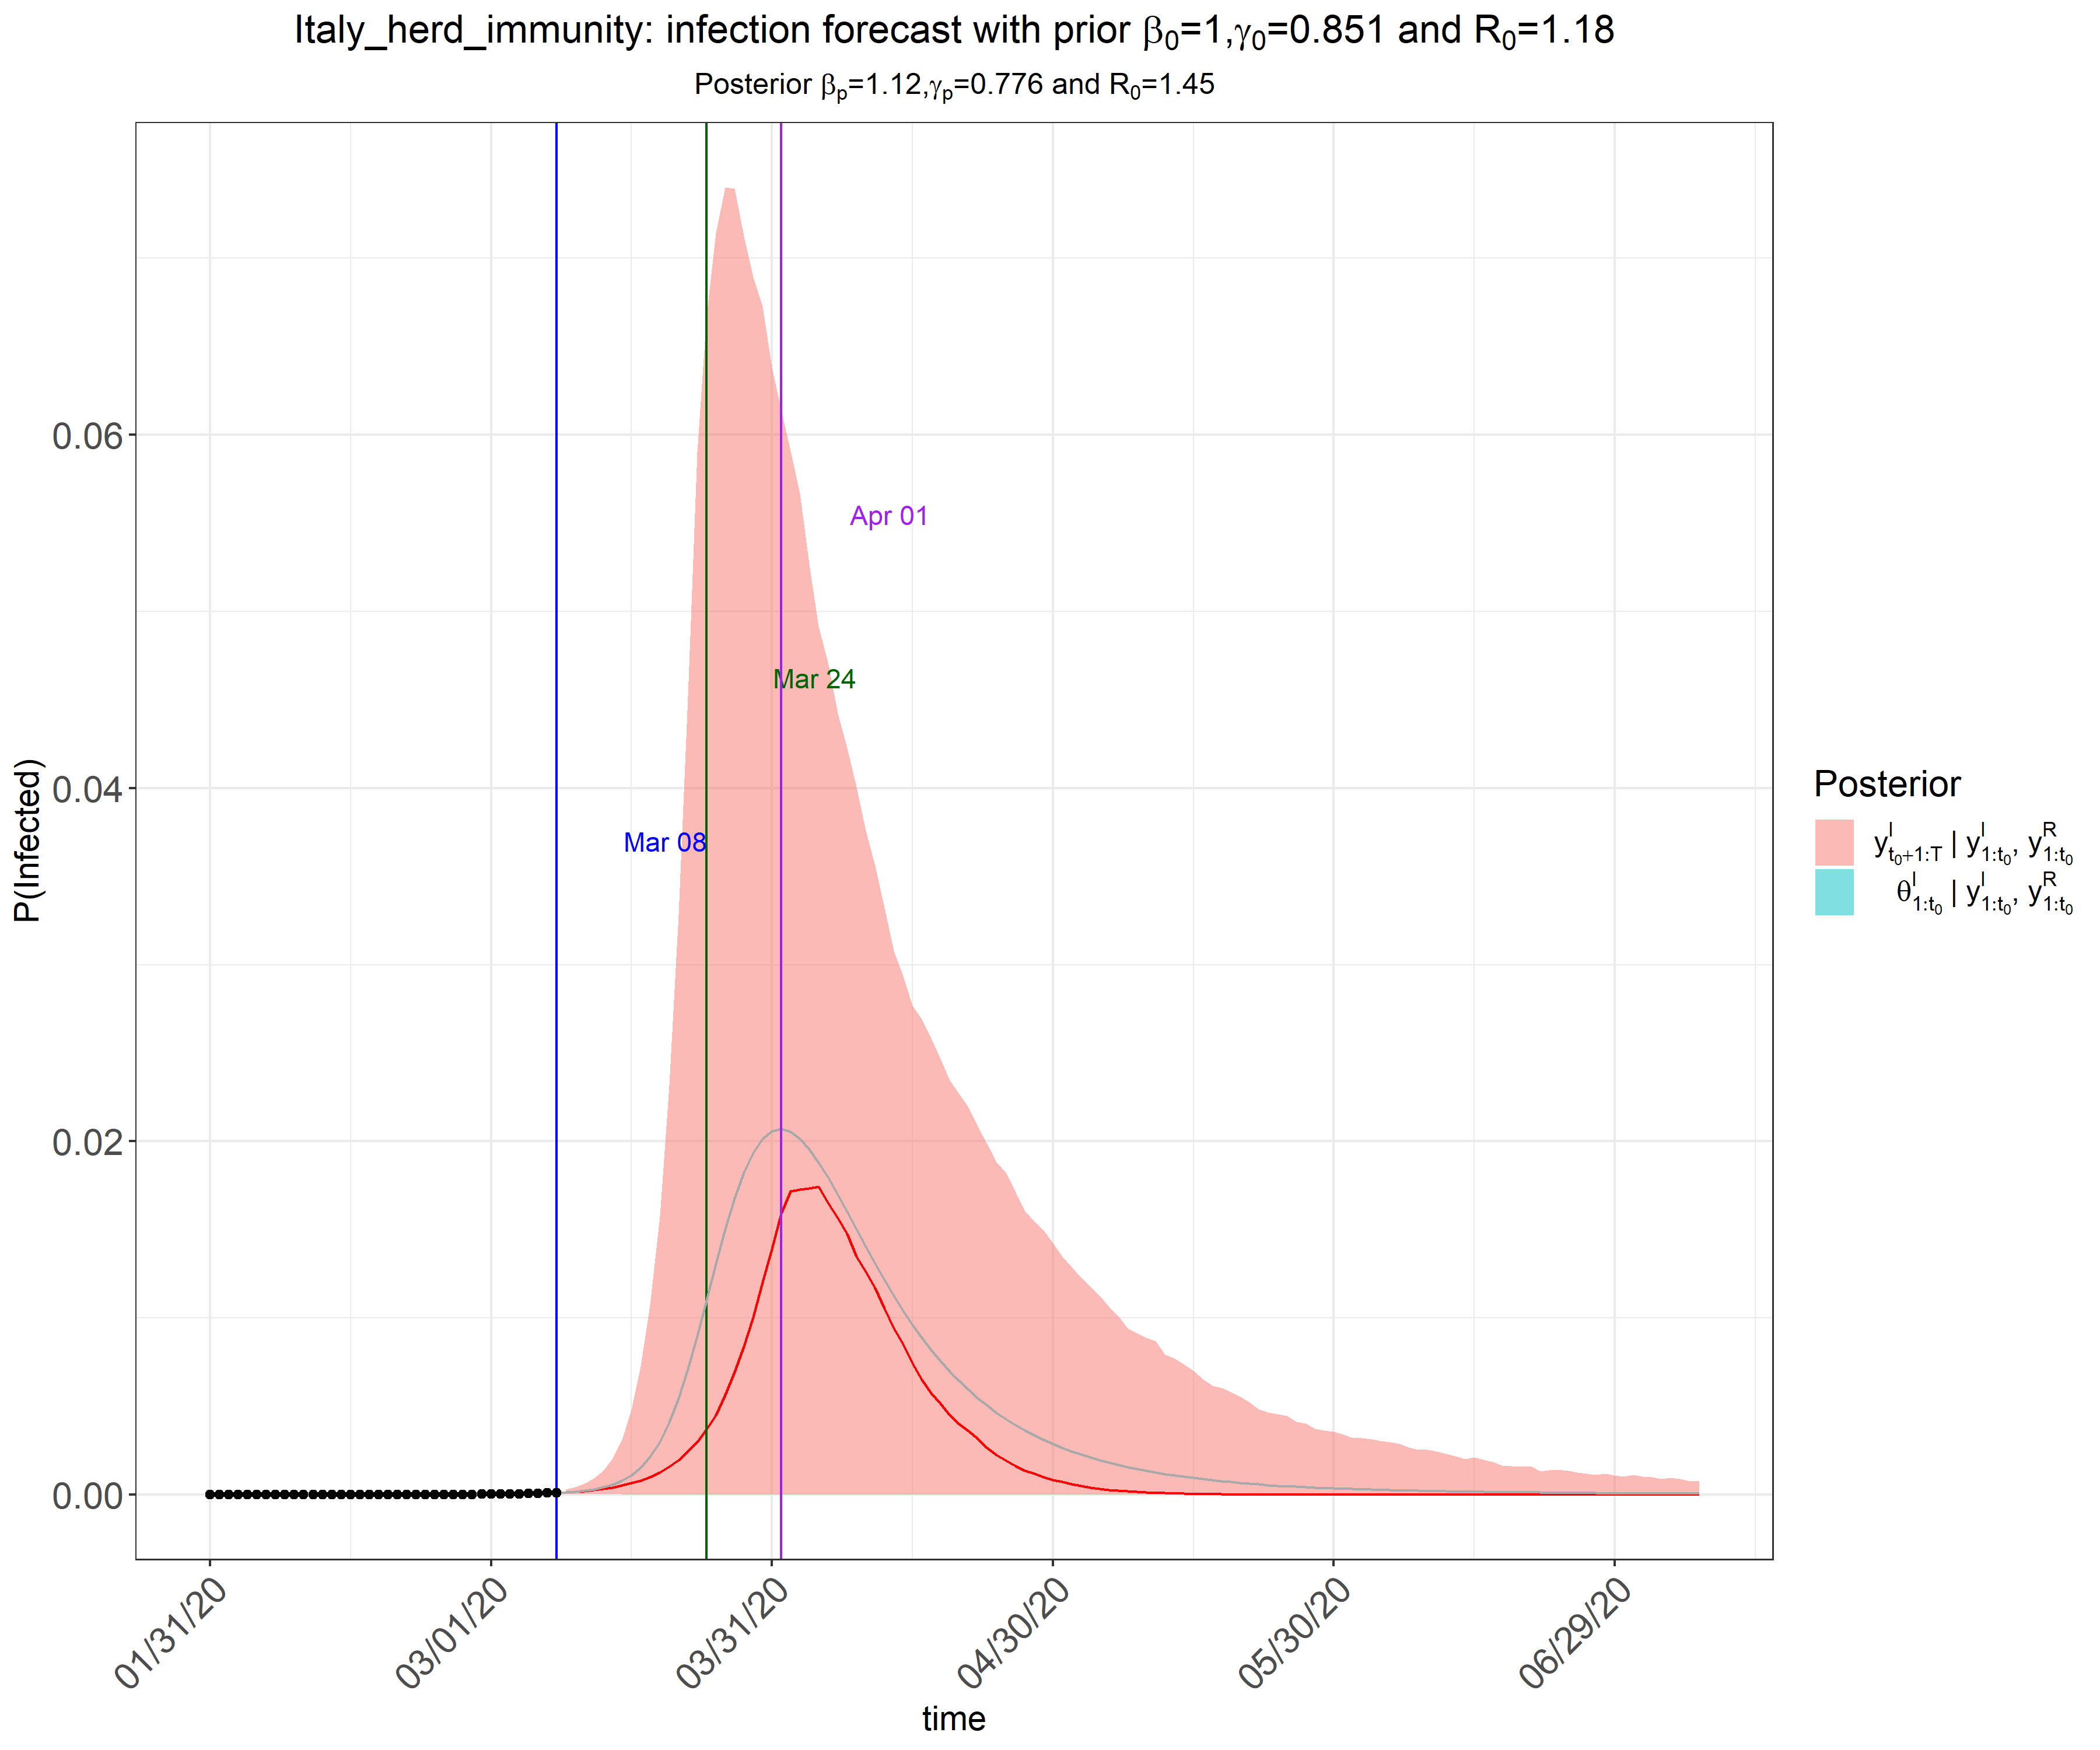 Italy_herd_immunity: infection forecast with prior β₀=1,γ₀=0.851 and R₀=1.18
Posterior βₚ=1.12,γₚ=0.776 and R₀=1.45
P(Infected)
0.06
0.04
0.02
0.00
Apr 01
Mar 24
Mar 08
01/31/20
03/01/20
03/31/20
04/30/20
05/30/20
06/29/20
time
Posterior
y^I_{t₀+1:T} | y^I_{1:t₀}, y^R_{1:t₀}
θ^I_{1:t₀} | y^I_{1:t₀}, y^R_{1:t₀}